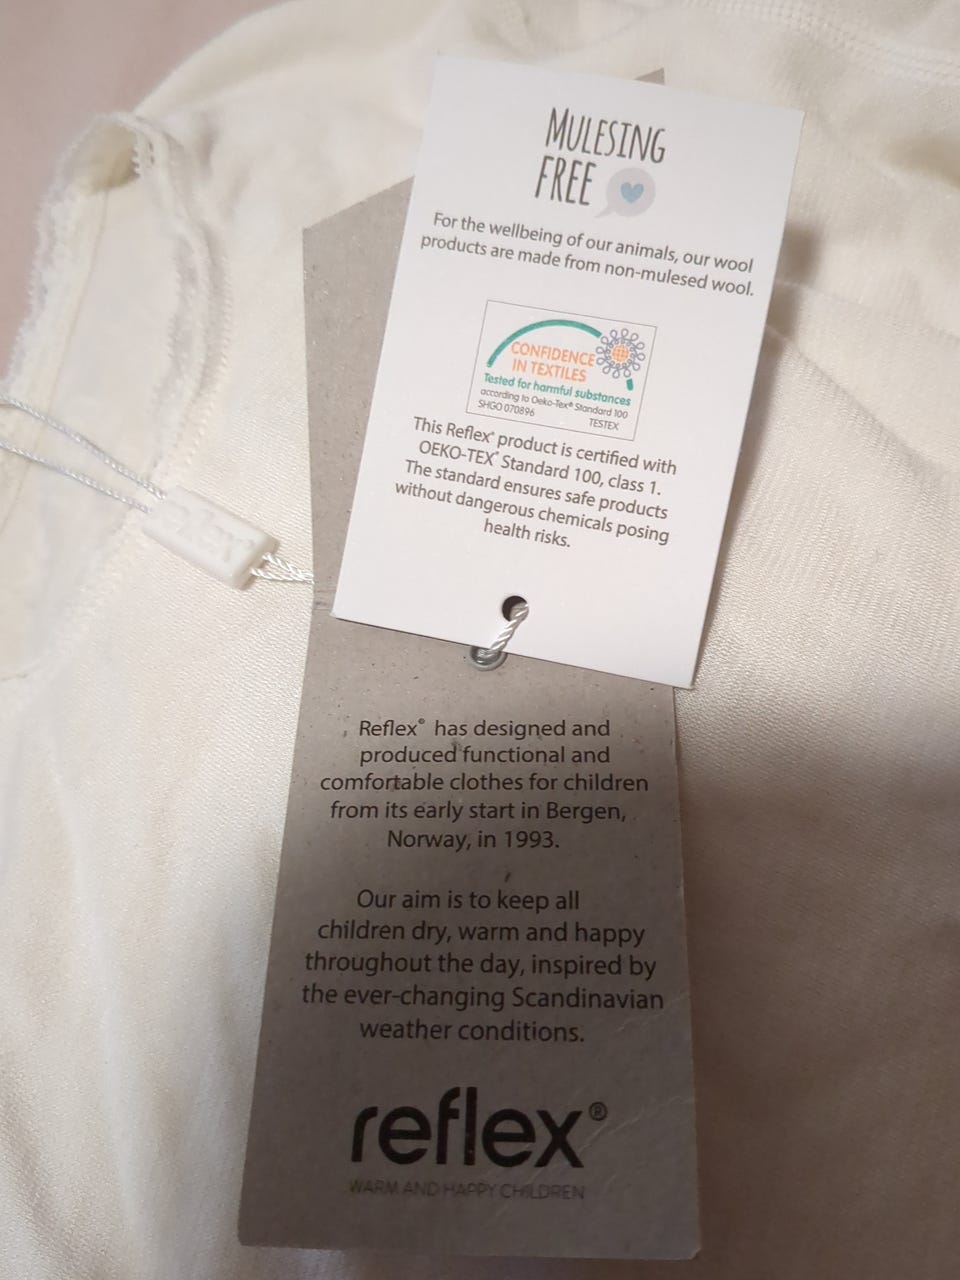 MULESING
FREE
For the wellbeing of our animals, our wool
products are made from non-mulesed wool.
CONFIDENCE
IN TEXTILES
Tested for harmful substances
according to Oeko-Tex® Standard 100
SHGO 070896 TESTEX
This Reflex® product is certified with
OEKO-TEX® Standard 100, class 1.
The standard ensures safe products
without dangerous chemicals posing
health risks.
Reflex® has designed and
produced functional and
comfortable clothes for children
from its early start in Bergen,
Norway, in 1993.
Our aim is to keep all
children dry, warm and happy
throughout the day, inspired by
the ever-changing Scandinavian
weather conditions.
reflex®
WARM AND HAPPY CHILDREN